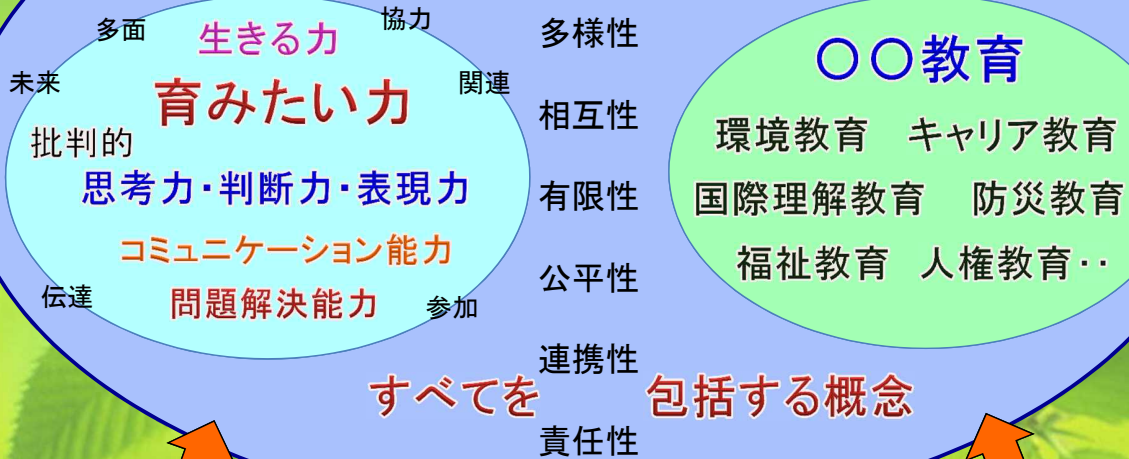 多面
生きる力
協力
未来
育みたい力
関連
批判的
思考力・判断力・表現力
コミュニケーション能力
伝達
問題解決能力
参加
多様性
相互性
有限性
公平性
連携性
責任性
〇〇教育
環境教育 キャリア教育
国際理解教育 防災教育
福祉教育 人権教育・・
すべてを 包括する概念